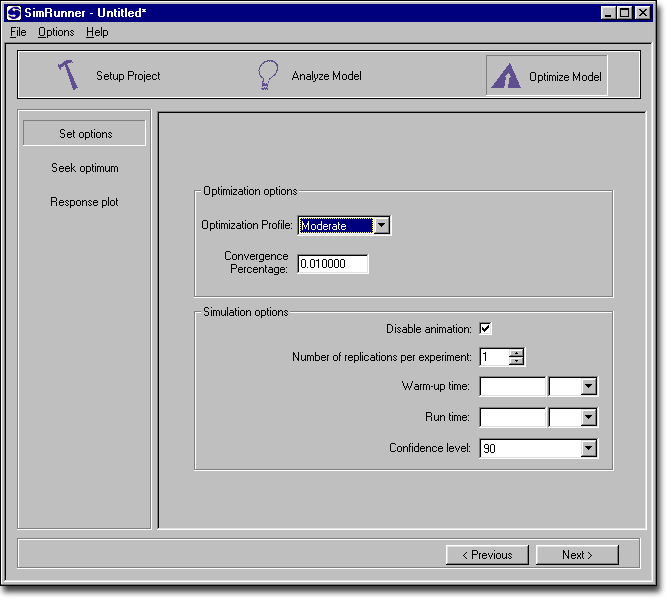 SimRunner - Untitled*
File Options Help
Setup Project
Analyze Model
Optimize Model
Set options
Seek optimum
Response plot
Optimization options
Optimization Profile: Moderate
Convergence
Percentage: 0.010000
Simulation options
Disable animation:
Number of replications per experiment: 1
Warm-up time:
Run time:
Confidence level: 90
< Previous
Next >